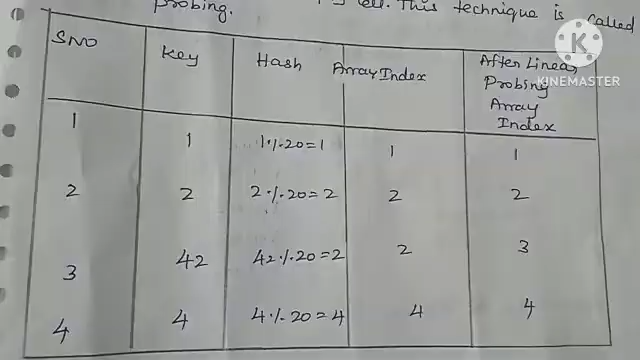 cell. This technique is called
probing.
SNO Key Hash Array Index After Linear Probing Array Index
1 1 1%20=1 1 1
2 2 2%20=2 2 2
3 42 42%20=2 2 3
4 4 4%20=4 4 4
KINEMASTER